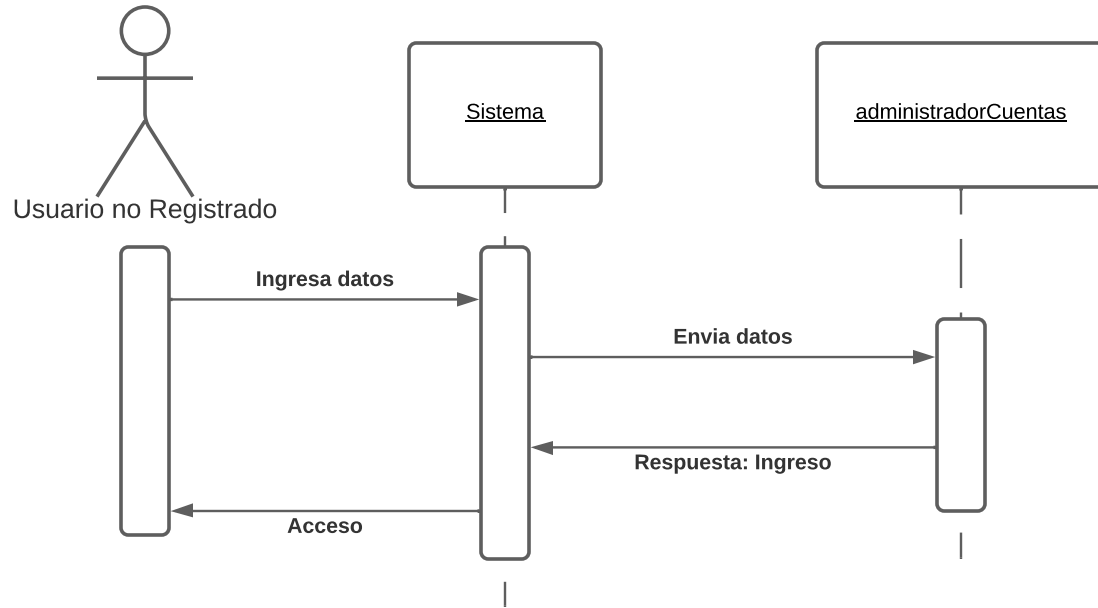 Sistema
administradorCuentas
Usuario no Registrado
Ingresa datos
Envia datos
Respuesta: Ingreso
Acceso